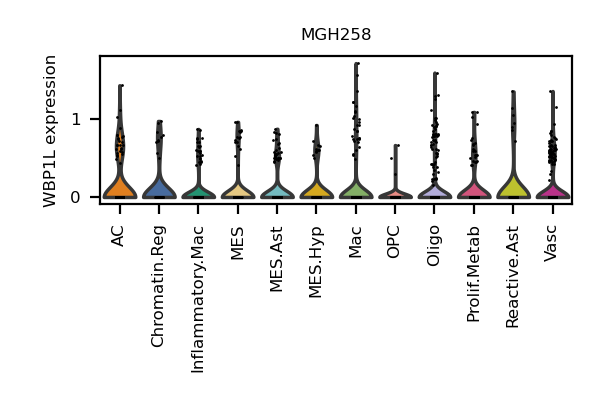 MGH258
WBP1L expression
1
0
AC
Chromatin.Reg
Inflammatory.Mac
MES
MES.Ast
MES.Hyp
Mac
OPC
Oligo
Prolif.Metab
Reactive.Ast
Vasc